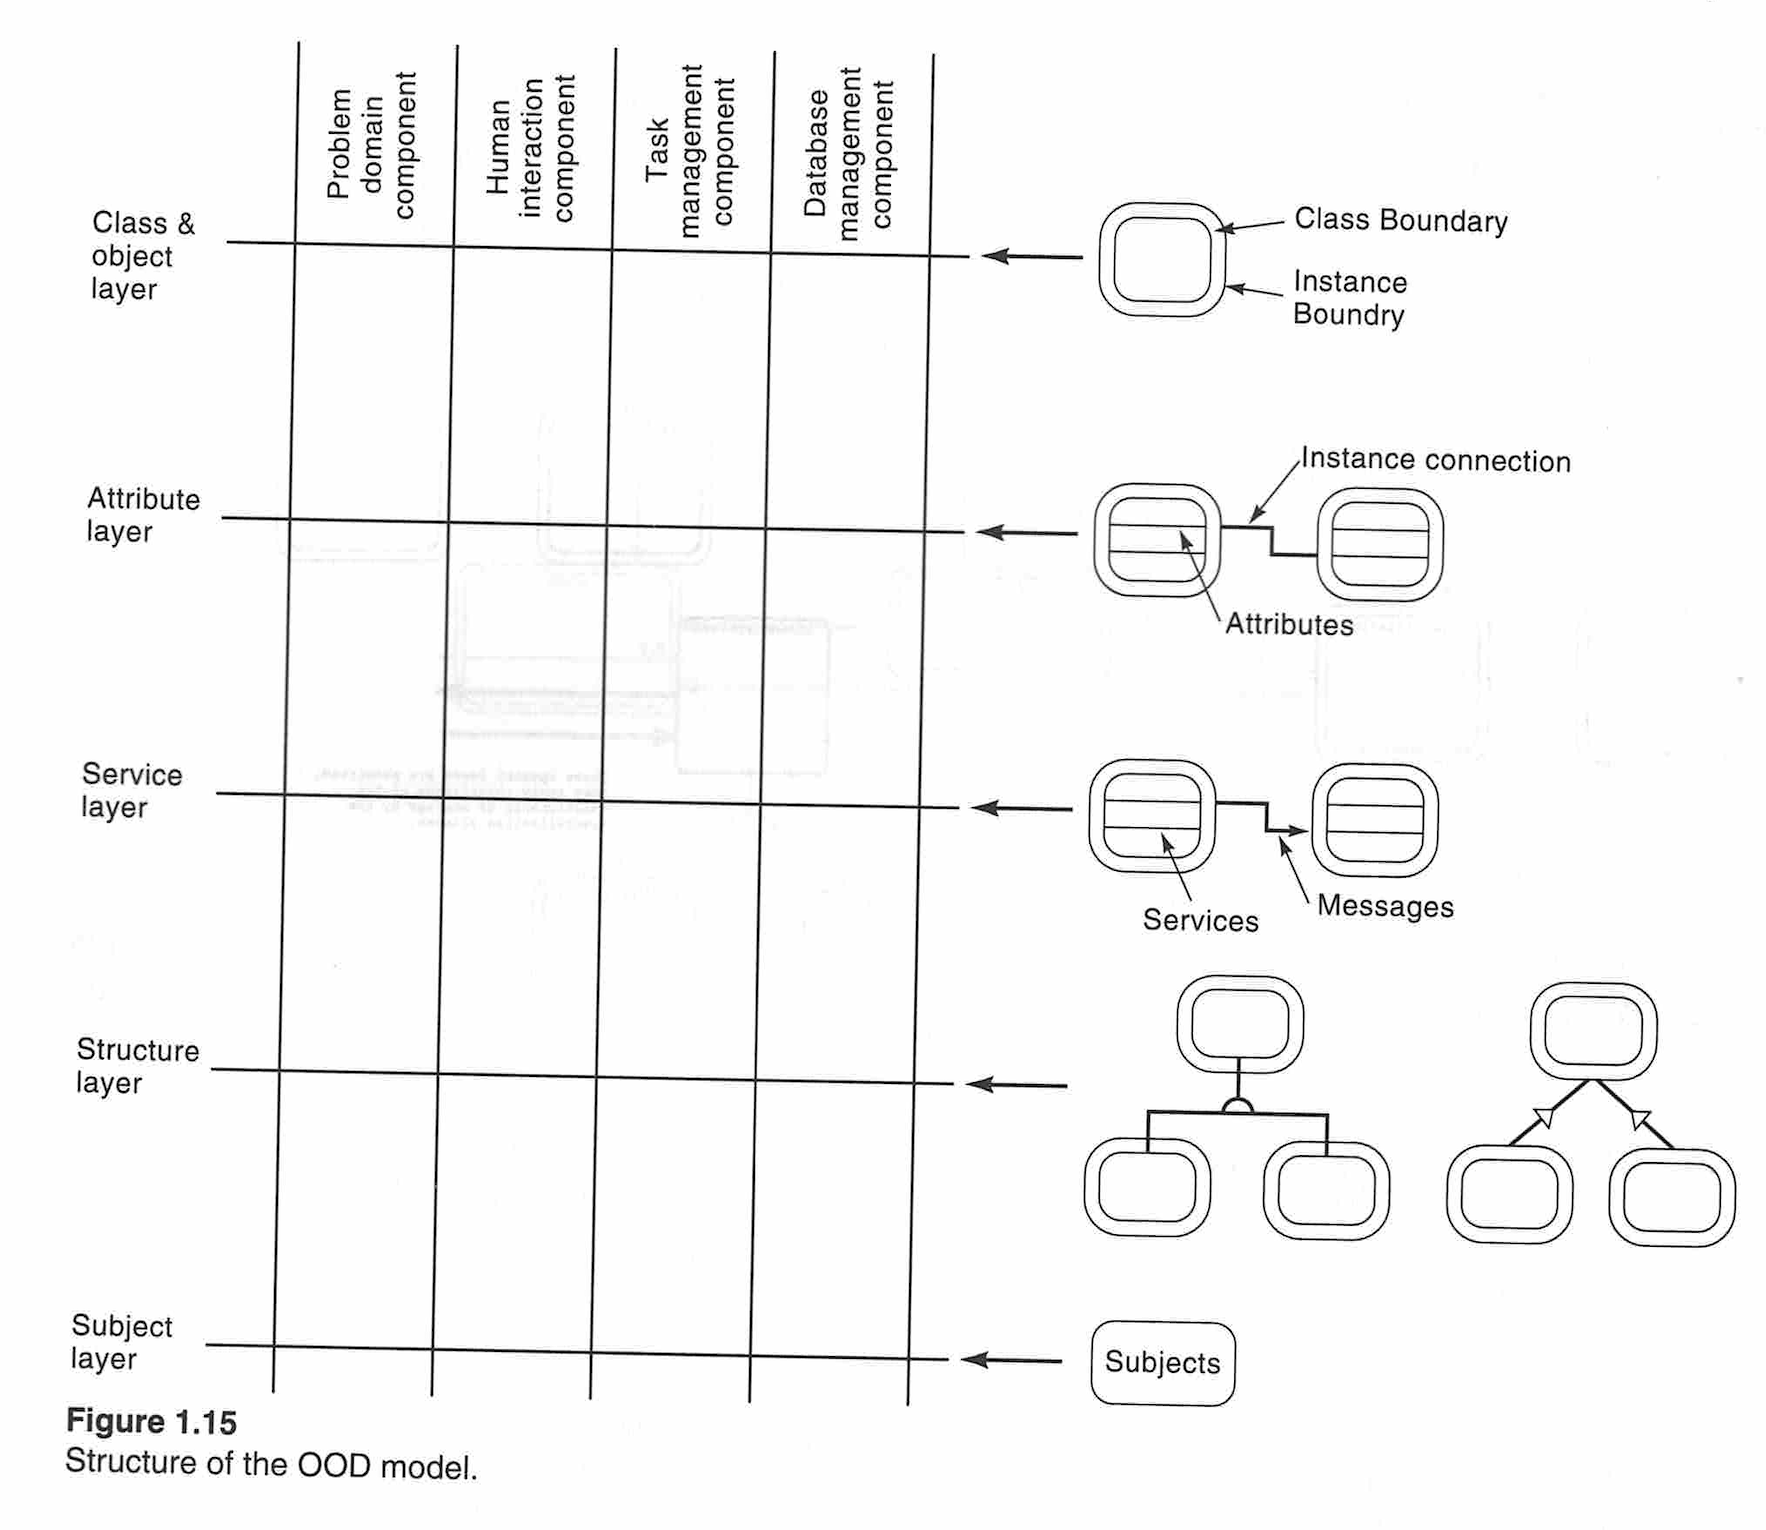 Problem
domain
component
Human
interaction
component
Task
management
component
Database
management
component
Class &
object
layer
Class Boundary
Instance
Boundry
Attribute
layer
Instance connection
Attributes
Service
layer
Services
Messages
Structure
layer
Subject
layer
Subjects
Figure 1.15
Structure of the OOD model.